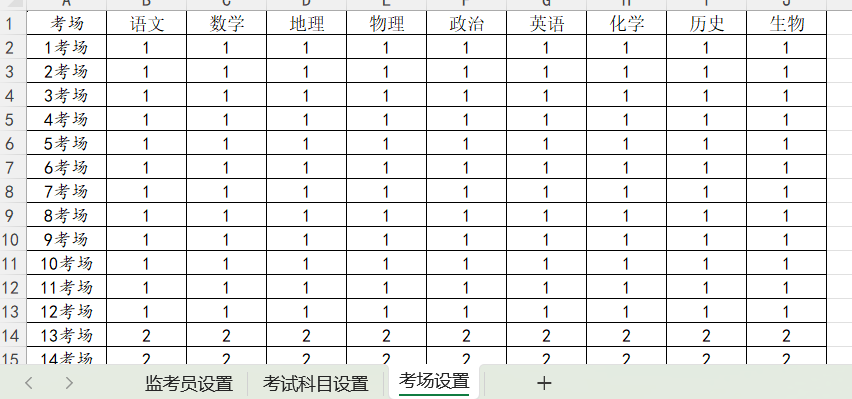 A B C D E F G H I J
1 考场 语文 数学 地理 物理 政治 英语 化学 历史 生物
2 1考场 1 1 1 1 1 1 1 1 1
3 2考场 1 1 1 1 1 1 1 1 1
4 3考场 1 1 1 1 1 1 1 1 1
5 4考场 1 1 1 1 1 1 1 1 1
6 5考场 1 1 1 1 1 1 1 1 1
7 6考场 1 1 1 1 1 1 1 1 1
8 7考场 1 1 1 1 1 1 1 1 1
9 8考场 1 1 1 1 1 1 1 1 1
10 9考场 1 1 1 1 1 1 1 1 1
11 10考场 1 1 1 1 1 1 1 1 1
12 11考场 1 1 1 1 1 1 1 1 1
13 12考场 1 1 1 1 1 1 1 1 1
14 13考场 2 2 2 2 2 2 2 2 2
15 14考场 2 2 2 2 2 2 2 2 2
监考员设置 考试科目设置 考场设置 +